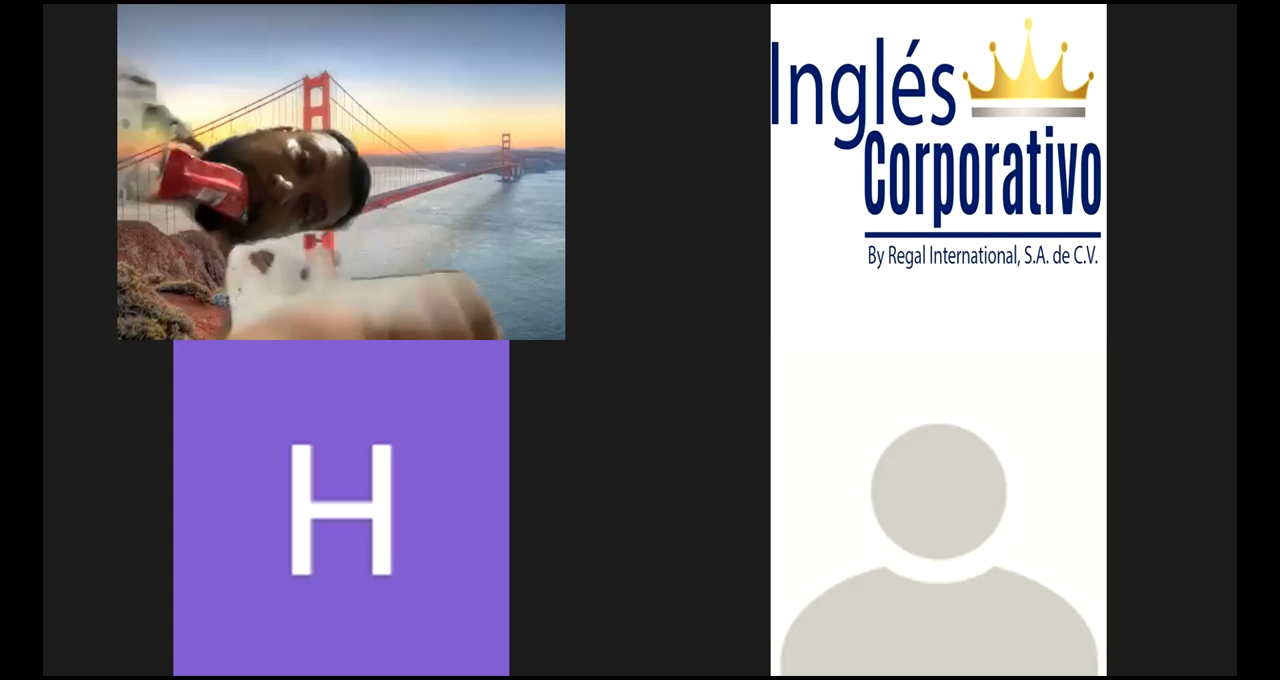 Inglés
Corporativo
By Regal International, S.A. de C.V.
H